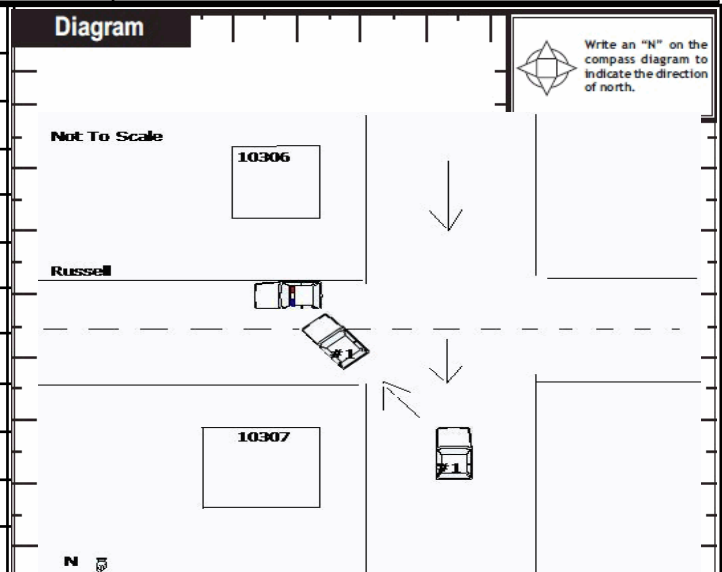 Diagram
Write an "N" on the
compass diagram to
indicate the direction
of north.
Not To Scale
10306
Russell
#1
10307
#1
N